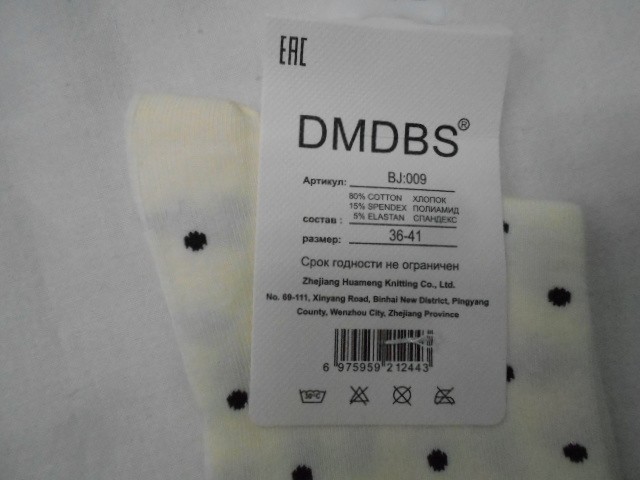 EAC
DMDBS®
Артикул: BJ:009
80% COTTON ХЛОПОК
15% SPENDEX ПОЛИАМИД
состав : 5% ELASTAN СПАНДЕКС
размер: 36-41
Срок годности не ограничен
Zhejiang Huameng Knitting Co., Ltd.
No. 69-111, Xinyang Road, Binhai New District, Pingyang
County, Wenzhou City, Zhejiang Province
6 975959 212443
30°C